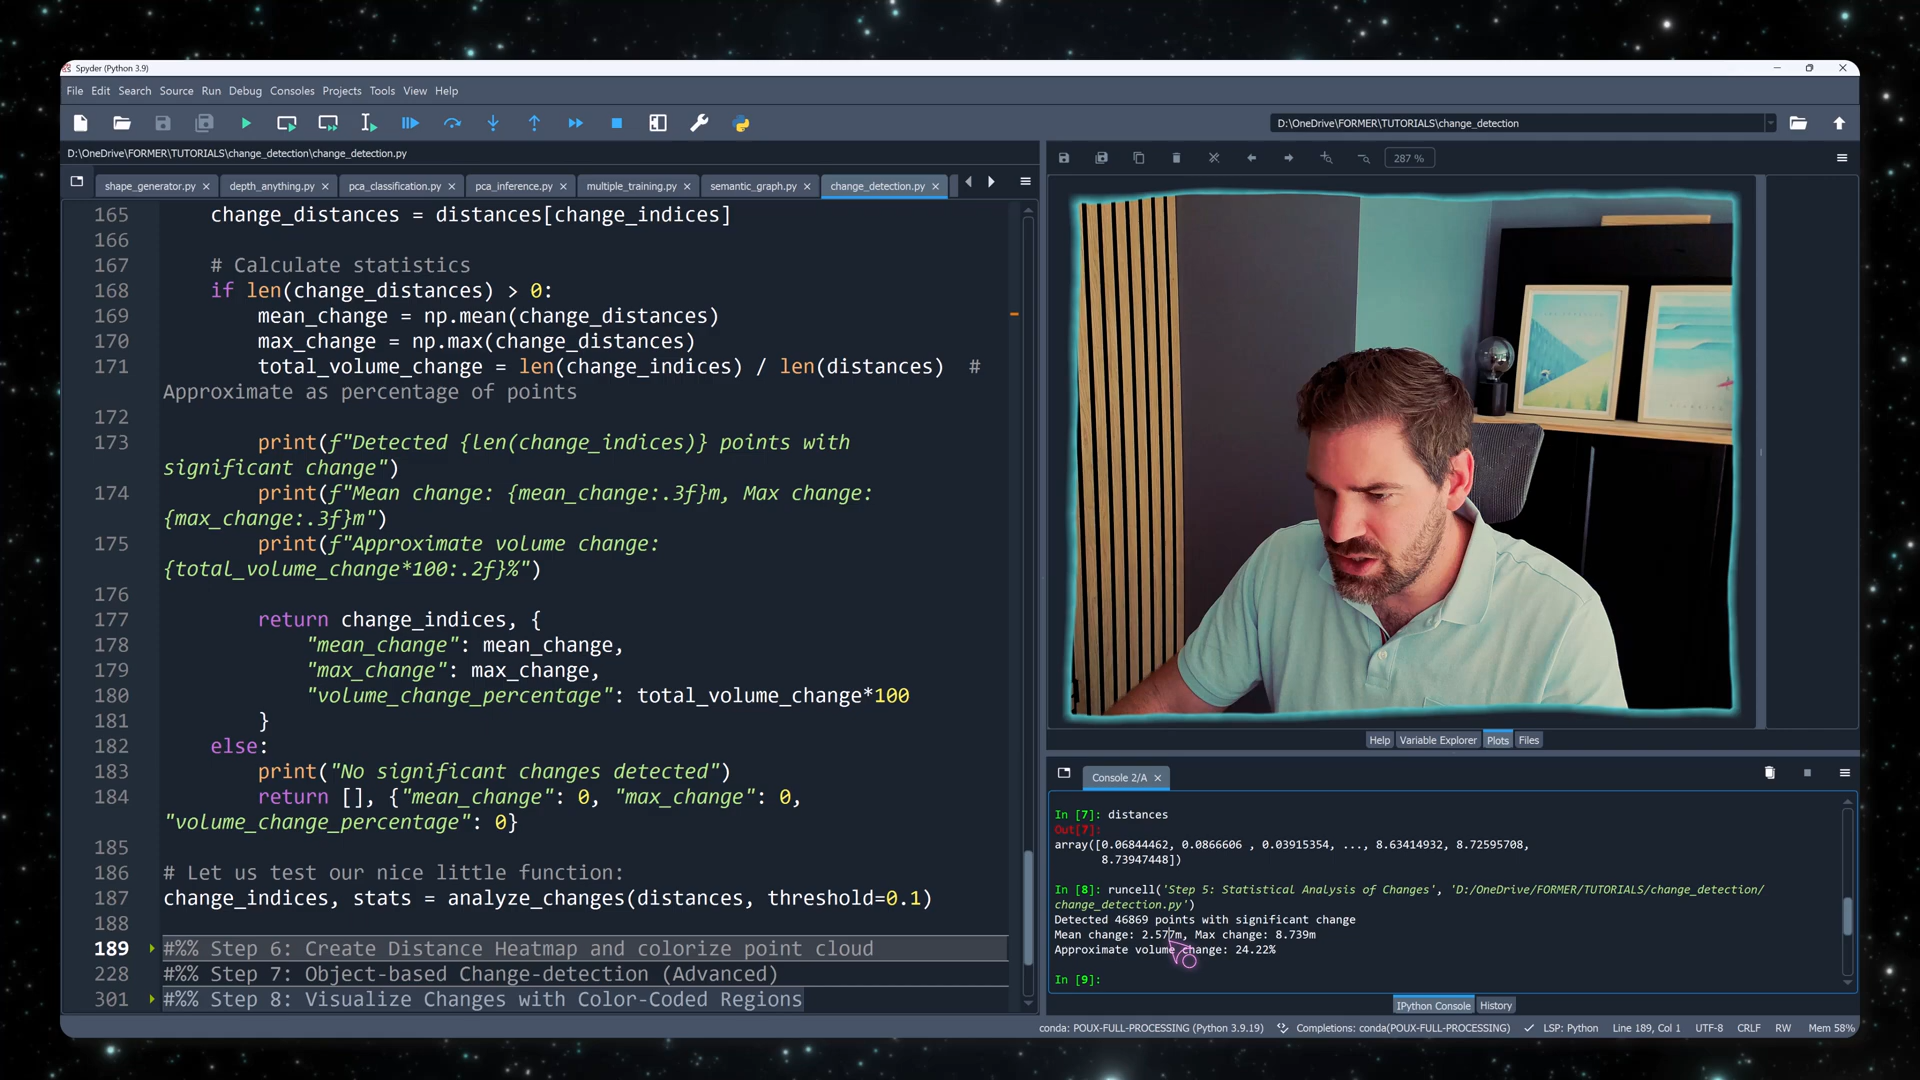 Spyder (Python 3.9)
File Edit Search Source Run Debug Consoles Projects Tools View Help
D:\OneDrive\FORMER\TUTORIALS\change_detection
D:\OneDrive\FORMER\TUTORIALS\change_detection\change_detection.py
287 %
shape_generator.py depth_anything.py pca_classification.py pca_inference.py multiple_training.py semantic_graph.py change_detection.py
165 change_distances = distances[change_indices]
166
167 # Calculate statistics
168 if len(change_distances) > 0:
169 mean_change = np.mean(change_distances)
170 max_change = np.max(change_distances)
171 total_volume_change = len(change_indices) / len(distances) #
Approximate as percentage of points
172
173 print(f"Detected {len(change_indices)} points with
significant change")
174 print(f"Mean change: {mean_change:.3f}m, Max change:
{max_change:.3f}m")
175 print(f"Approximate volume change:
{total_volume_change*100:.2f}%")
176
177 return change_indices, {
178 "mean_change": mean_change,
179 "max_change": max_change,
180 "volume_change_percentage": total_volume_change*100
181 }
182 else:
183 print("No significant changes detected")
184 return [], {"mean_change": 0, "max_change": 0,
"volume_change_percentage": 0}
185
186 # Let us test our nice little function:
187 change_indices, stats = analyze_changes(distances, threshold=0.1)
188
189 #%% Step 6: Create Distance Heatmap and colorize point cloud
228 #%% Step 7: Object-based Change-detection (Advanced)
301 #%% Step 8: Visualize Changes with Color-Coded Regions
Help Variable Explorer Plots Files
Console 2/A
In [7]: distances
Out[7]:
array([0.06844462, 0.0866606 , 0.03915354, ..., 8.63414932, 8.72595708,
8.73947448])
In [8]: runcell('Step 5: Statistical Analysis of Changes', 'D:/OneDrive/FORMER/TUTORIALS/change_detection/
change_detection.py')
Detected 46869 points with significant change
Mean change: 2.577m, Max change: 8.739m
Approximate volume change: 24.22%
In [9]:
IPython Console History
conda: POUX-FULL-PROCESSING (Python 3.9.19) Completions: conda(POUX-FULL-PROCESSING) LSP: Python Line 189, Col 1 UTF-8 CRLF RW Mem 58%